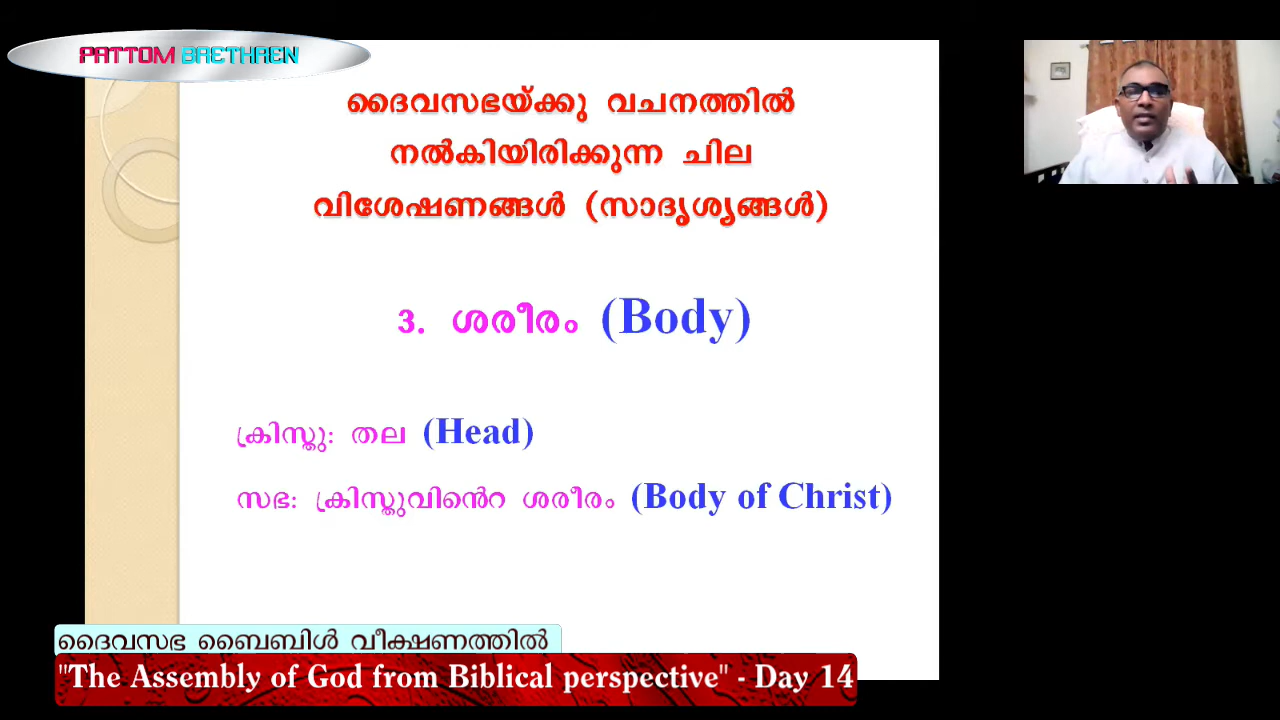 PATTOM BRETHREN
ദൈവസഭയ്ക്കു വചനത്തിൽ
നൽകിയിരിക്കുന്ന ചില
വിശേഷണങ്ങൾ (സാദൃശ്യങ്ങൾ)
3. ശരീരം (Body)
ക്രിസ്തു: തല (Head)
സഭ: ക്രിസ്തുവിൻെറ ശരീരം (Body of Christ)
ദൈവസഭ ബൈബിൾ വീക്ഷണത്തിൽ
"The Assembly of God from Biblical perspective" - Day 14